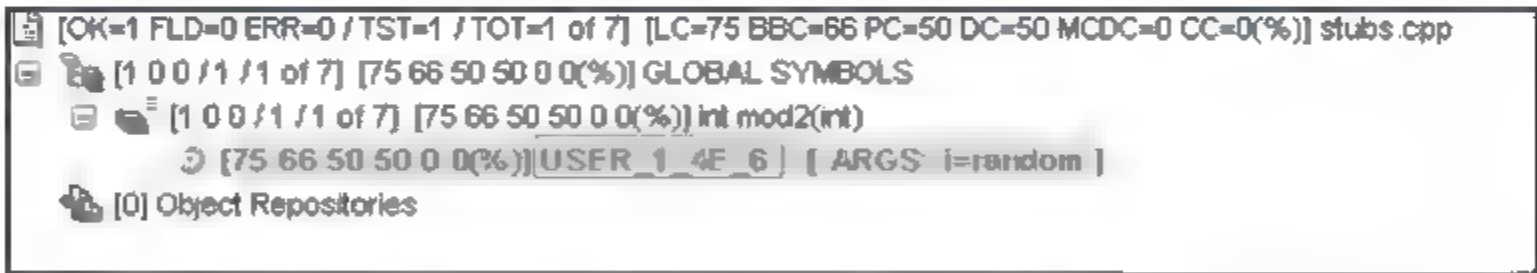 [OK=1 FLD=0 ERR=0 / TST=1 / TOT=1 of 7] [LC=75 BBC=66 PC=50 DC=50 MCDC=0 CC=0(%)] stubs.cpp
[1 0 0 / 1 / 1 of 7] [75 66 50 50 0 0(%)] GLOBAL SYMBOLS
[1 0 0 / 1 / 1 of 7] [75 66 50 50 0 0(%)] int mod2(int)
[75 66 50 50 0 0(%)] USER_1_4E_6 [ ARGS: i=random ]
[0] Object Repositories